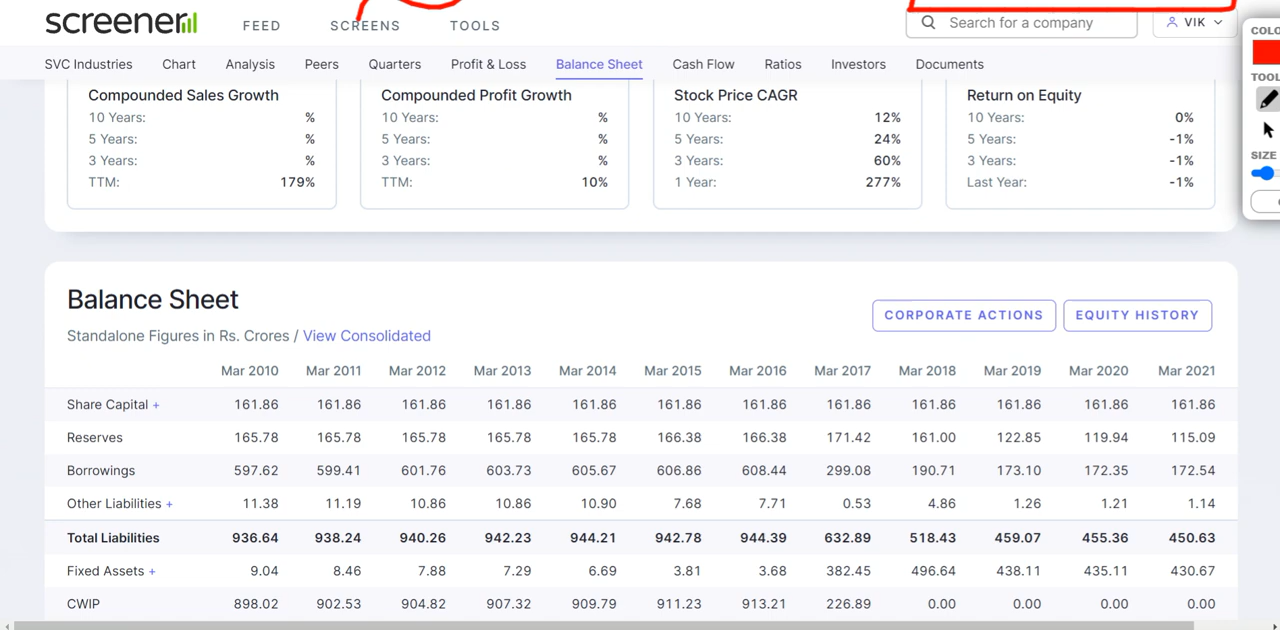 screener
FEED
SCREENS
TOOLS
Search for a company
VIK
COLO
SVC Industries Chart Analysis Peers Quarters Profit & Loss Balance Sheet Cash Flow Ratios Investors Documents
TOOL
SIZE
Compounded Sales Growth
10 Years: %
5 Years: %
3 Years: %
TTM: 179%
Compounded Profit Growth
10 Years: %
5 Years: %
3 Years: %
TTM: 10%
Stock Price CAGR
10 Years: 12%
5 Years: 24%
3 Years: 60%
1 Year: 277%
Return on Equity
10 Years: 0%
5 Years: -1%
3 Years: -1%
Last Year: -1%
Balance Sheet
Standalone Figures in Rs. Crores / View Consolidated
CORPORATE ACTIONS
EQUITY HISTORY
Mar 2010 Mar 2011 Mar 2012 Mar 2013 Mar 2014 Mar 2015 Mar 2016 Mar 2017 Mar 2018 Mar 2019 Mar 2020 Mar 2021
Share Capital + 161.86 161.86 161.86 161.86 161.86 161.86 161.86 161.86 161.86 161.86 161.86 161.86
Reserves 165.78 165.78 165.78 165.78 165.78 166.38 166.38 171.42 161.00 122.85 119.94 115.09
Borrowings 597.62 599.41 601.76 603.73 605.67 606.86 608.44 299.08 190.71 173.10 172.35 172.54
Other Liabilities + 11.38 11.19 10.86 10.86 10.90 7.68 7.71 0.53 4.86 1.26 1.21 1.14
Total Liabilities 936.64 938.24 940.26 942.23 944.21 942.78 944.39 632.89 518.43 459.07 455.36 450.63
Fixed Assets + 9.04 8.46 7.88 7.29 6.69 3.81 3.68 382.45 496.64 438.11 435.11 430.67
CWIP 898.02 902.53 904.82 907.32 909.79 911.23 913.21 226.89 0.00 0.00 0.00 0.00